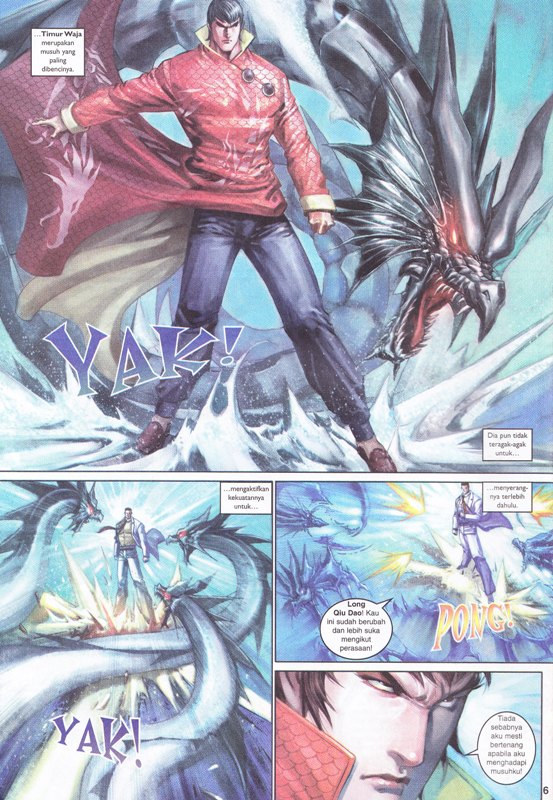 ...Timur Waja
merupakan
musuh yang
paling
dibencinya.
YAK!
Dia pun tidak
teragak-agak
untuk...
...mengaktifkan
kekuatannya
untuk...
YAK!
...menyerang-
nya terlebih
dahulu.
Long
Qiu Dao! Kau
ini sudah berubah
dan lebih suka
mengikut
perasaan!
PONG!
Tiada
sebabnya
aku mesti
bertenang
apabila aku
menghadapi
musuhku!
6